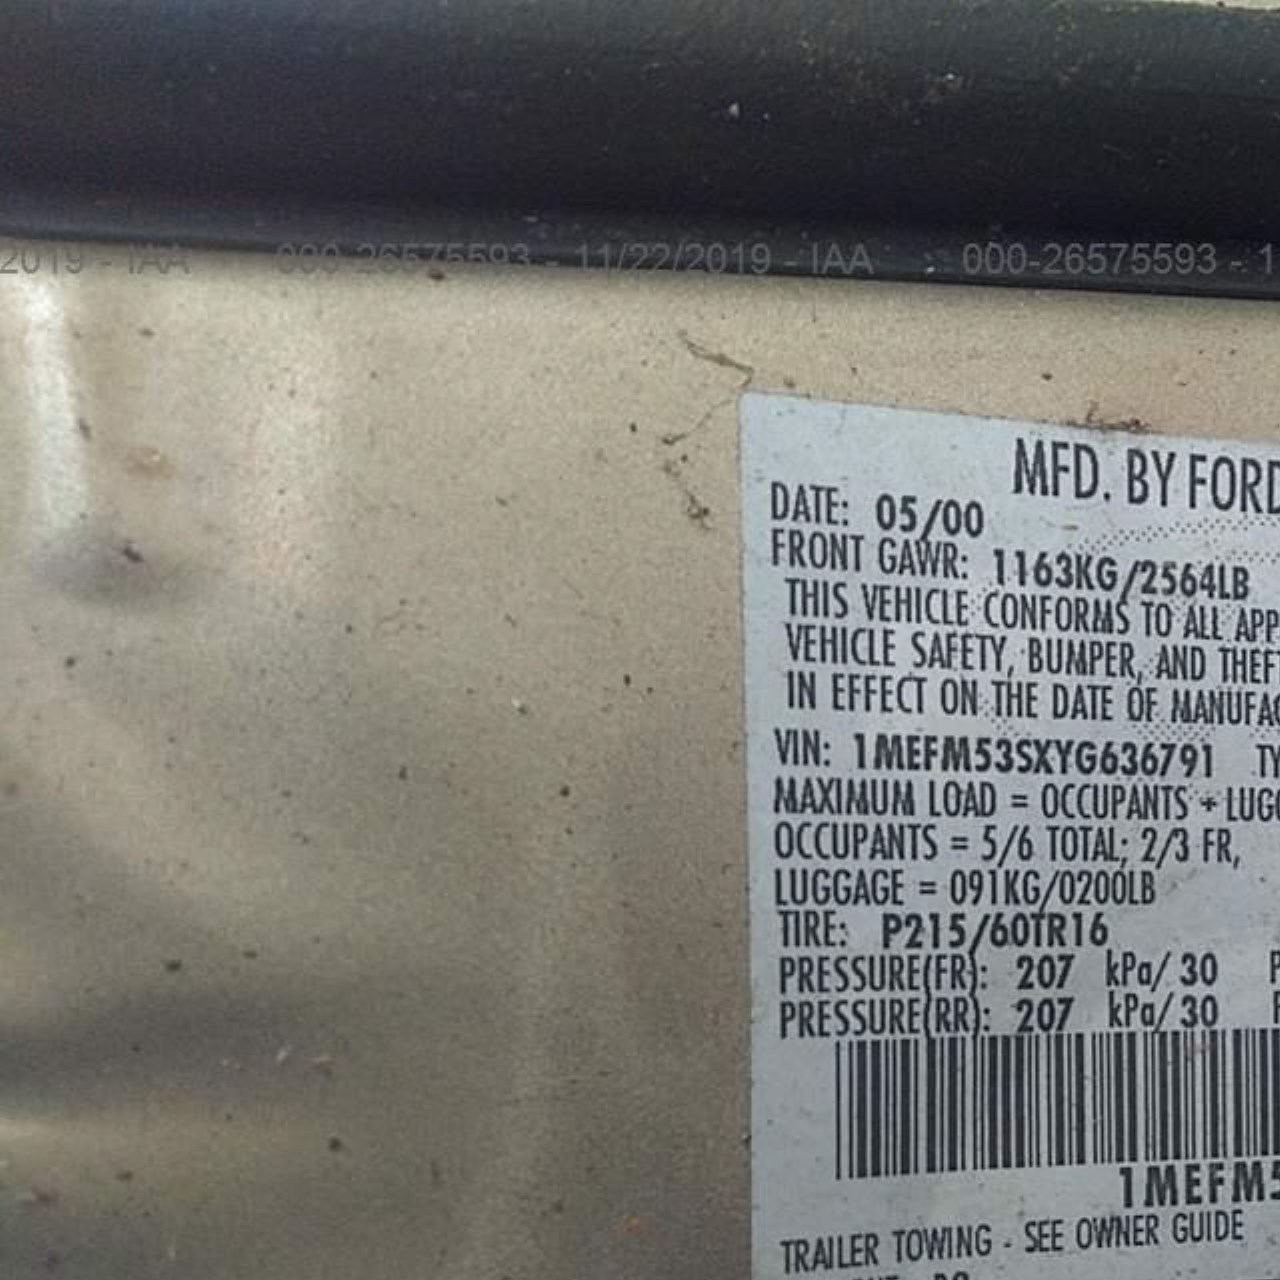 2019 - IAA 000-26575593 - 11/22/2019 - IAA 000-26575593 - 1
MFD. BY FORD
DATE: 05/00
FRONT GAWR: 1163KG/2564LB
THIS VEHICLE CONFORMS TO ALL APP
VEHICLE SAFETY, BUMPER, AND THEFT
IN EFFECT ON THE DATE OF MANUFAC
VIN: 1MEFM53SXYG636791 TY
MAXIMUM LOAD = OCCUPANTS + LUGG
OCCUPANTS = 5/6 TOTAL; 2/3 FR,
LUGGAGE = 091KG/0200LB
TIRE: P215/60TR16
PRESSURE(FR): 207 kPa/ 30 P
PRESSURE(RR): 207 kPa/ 30
1MEFM5
TRAILER TOWING - SEE OWNER GUIDE